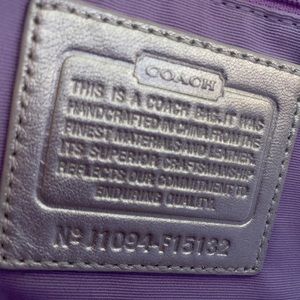 COACH
THIS IS A COACH BAG. IT WAS
HANDCRAFTED IN CHINA FROM THE
FINEST MATERIALS AND LEATHER.
ITS SUPERIOR CRAFTSMANSHIP
REFLECTS OUR COMMITMENT TO
ENDURING QUALITY.
Nº J1094-F15132